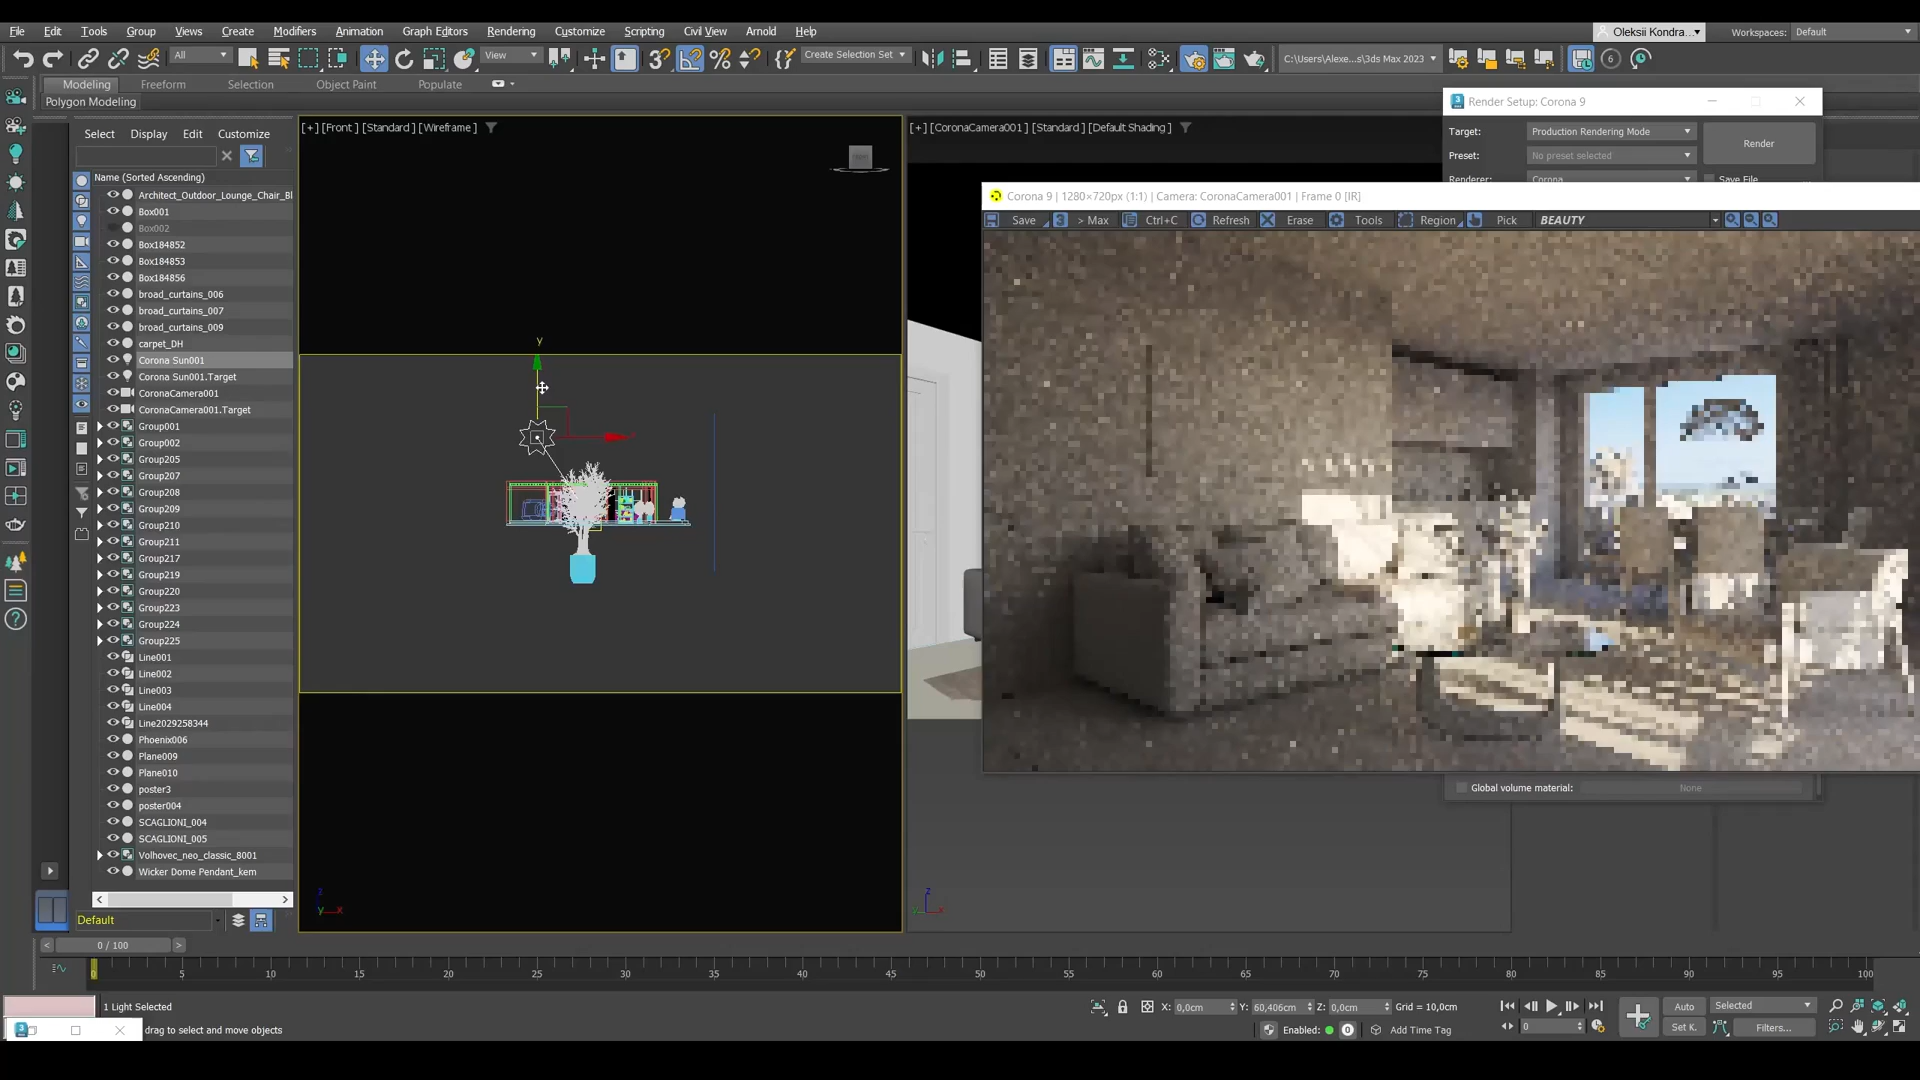 File Edit Tools Group Views Create Modifiers Animation Graph Editors Rendering Customize Scripting Civil View Arnold Help
Oleksii Kondra... Workspaces: Default
All View Create Selection Set C:\Users\Alexe...s\3ds Max 2023
Modeling Freeform Selection Object Paint Populate
Polygon Modeling
Select Display Edit Customize
Name (Sorted Ascending)
Architect_Outdoor_Lounge_Chair_Bl
Box001
Box002
Box184852
Box184853
Box184856
broad_curtains_006
broad_curtains_007
broad_curtains_009
carpet_DH
Corona Sun001
Corona Sun001.Target
CoronaCamera001
CoronaCamera001.Target
Group001
Group002
Group205
Group207
Group208
Group209
Group210
Group211
Group217
Group219
Group220
Group223
Group224
Group225
Line001
Line002
Line003
Line004
Line2029258344
Phoenix006
Plane009
Plane010
poster3
poster004
SCAGLIONI_004
SCAGLIONI_005
Volhovec_neo_classic_8001
Wicker Dome Pendant_kem
Default
[+] [Front ] [Standard ] [Wireframe ]
y
z
y x
[+] [CoronaCamera001 ] [Standard ] [Default Shading ]
z
y x
Render Setup: Corona 9
Target: Production Rendering Mode Render
Preset: No preset selected
Renderer: Corona Save File
Corona 9 | 1280×720px (1:1) | Camera: CoronaCamera001 | Frame 0 [IR]
Save > Max Ctrl+C Refresh Erase Tools Region Pick BEAUTY
Global volume material: None
0 / 100
0 5 10 15 20 25 30 35 40 45 50 55 60 65 70 75 80 85 90 95 100
1 Light Selected
drag to select and move objects
X: 0,0cm Y: 60,406cm Z: 0,0cm Grid = 10,0cm
Enabled: 0 Add Time Tag
Auto Selected
0 Set K. Filters...